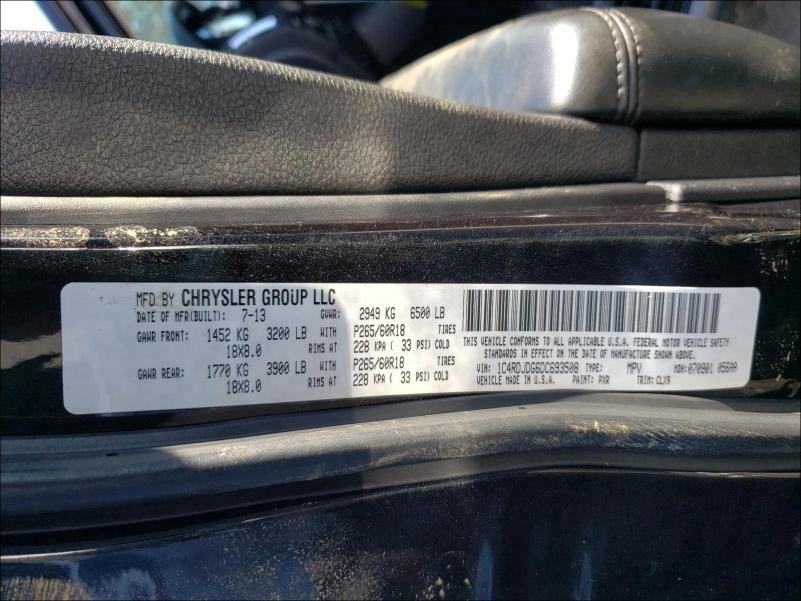 MFD BY CHRYSLER GROUP LLC
DATE OF MFR(BUILT): 7-13 GVWR: 2949 KG 6500 LB
GAWR FRONT: 1452 KG 3200 LB WITH P265/60R18 TIRES
18X8.0 RIMS AT 228 KPA ( 33 PSI) COLD
GAWR REAR: 1770 KG 3900 LB WITH P265/60R18 TIRES
18X8.0 RIMS AT 228 KPA ( 33 PSI) COLD
THIS VEHICLE CONFORMS TO ALL APPLICABLE U.S.A. FEDERAL MOTOR VEHICLE SAFETY
STANDARDS IN EFFECT ON THE DATE OF MANUFACTURE SHOWN ABOVE.
VIN: 1C4RDJDG6DC693508 TYPE: MPV MDH: 070901 056AA
VEHICLE MADE IN U.S.A. PAINT: PXR TRIM: CLX9